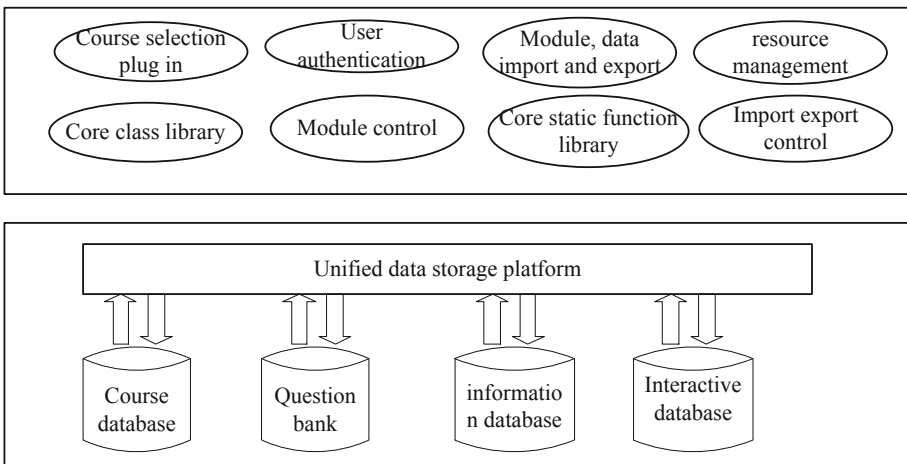 Course selection
plug in
User
authentication
Module, data
import and export
resource
management
Core class library
Module control
Core static function
library
Import export
control
Unified data storage platform
Course
database
Question
bank
informatio
n database
Interactive
database